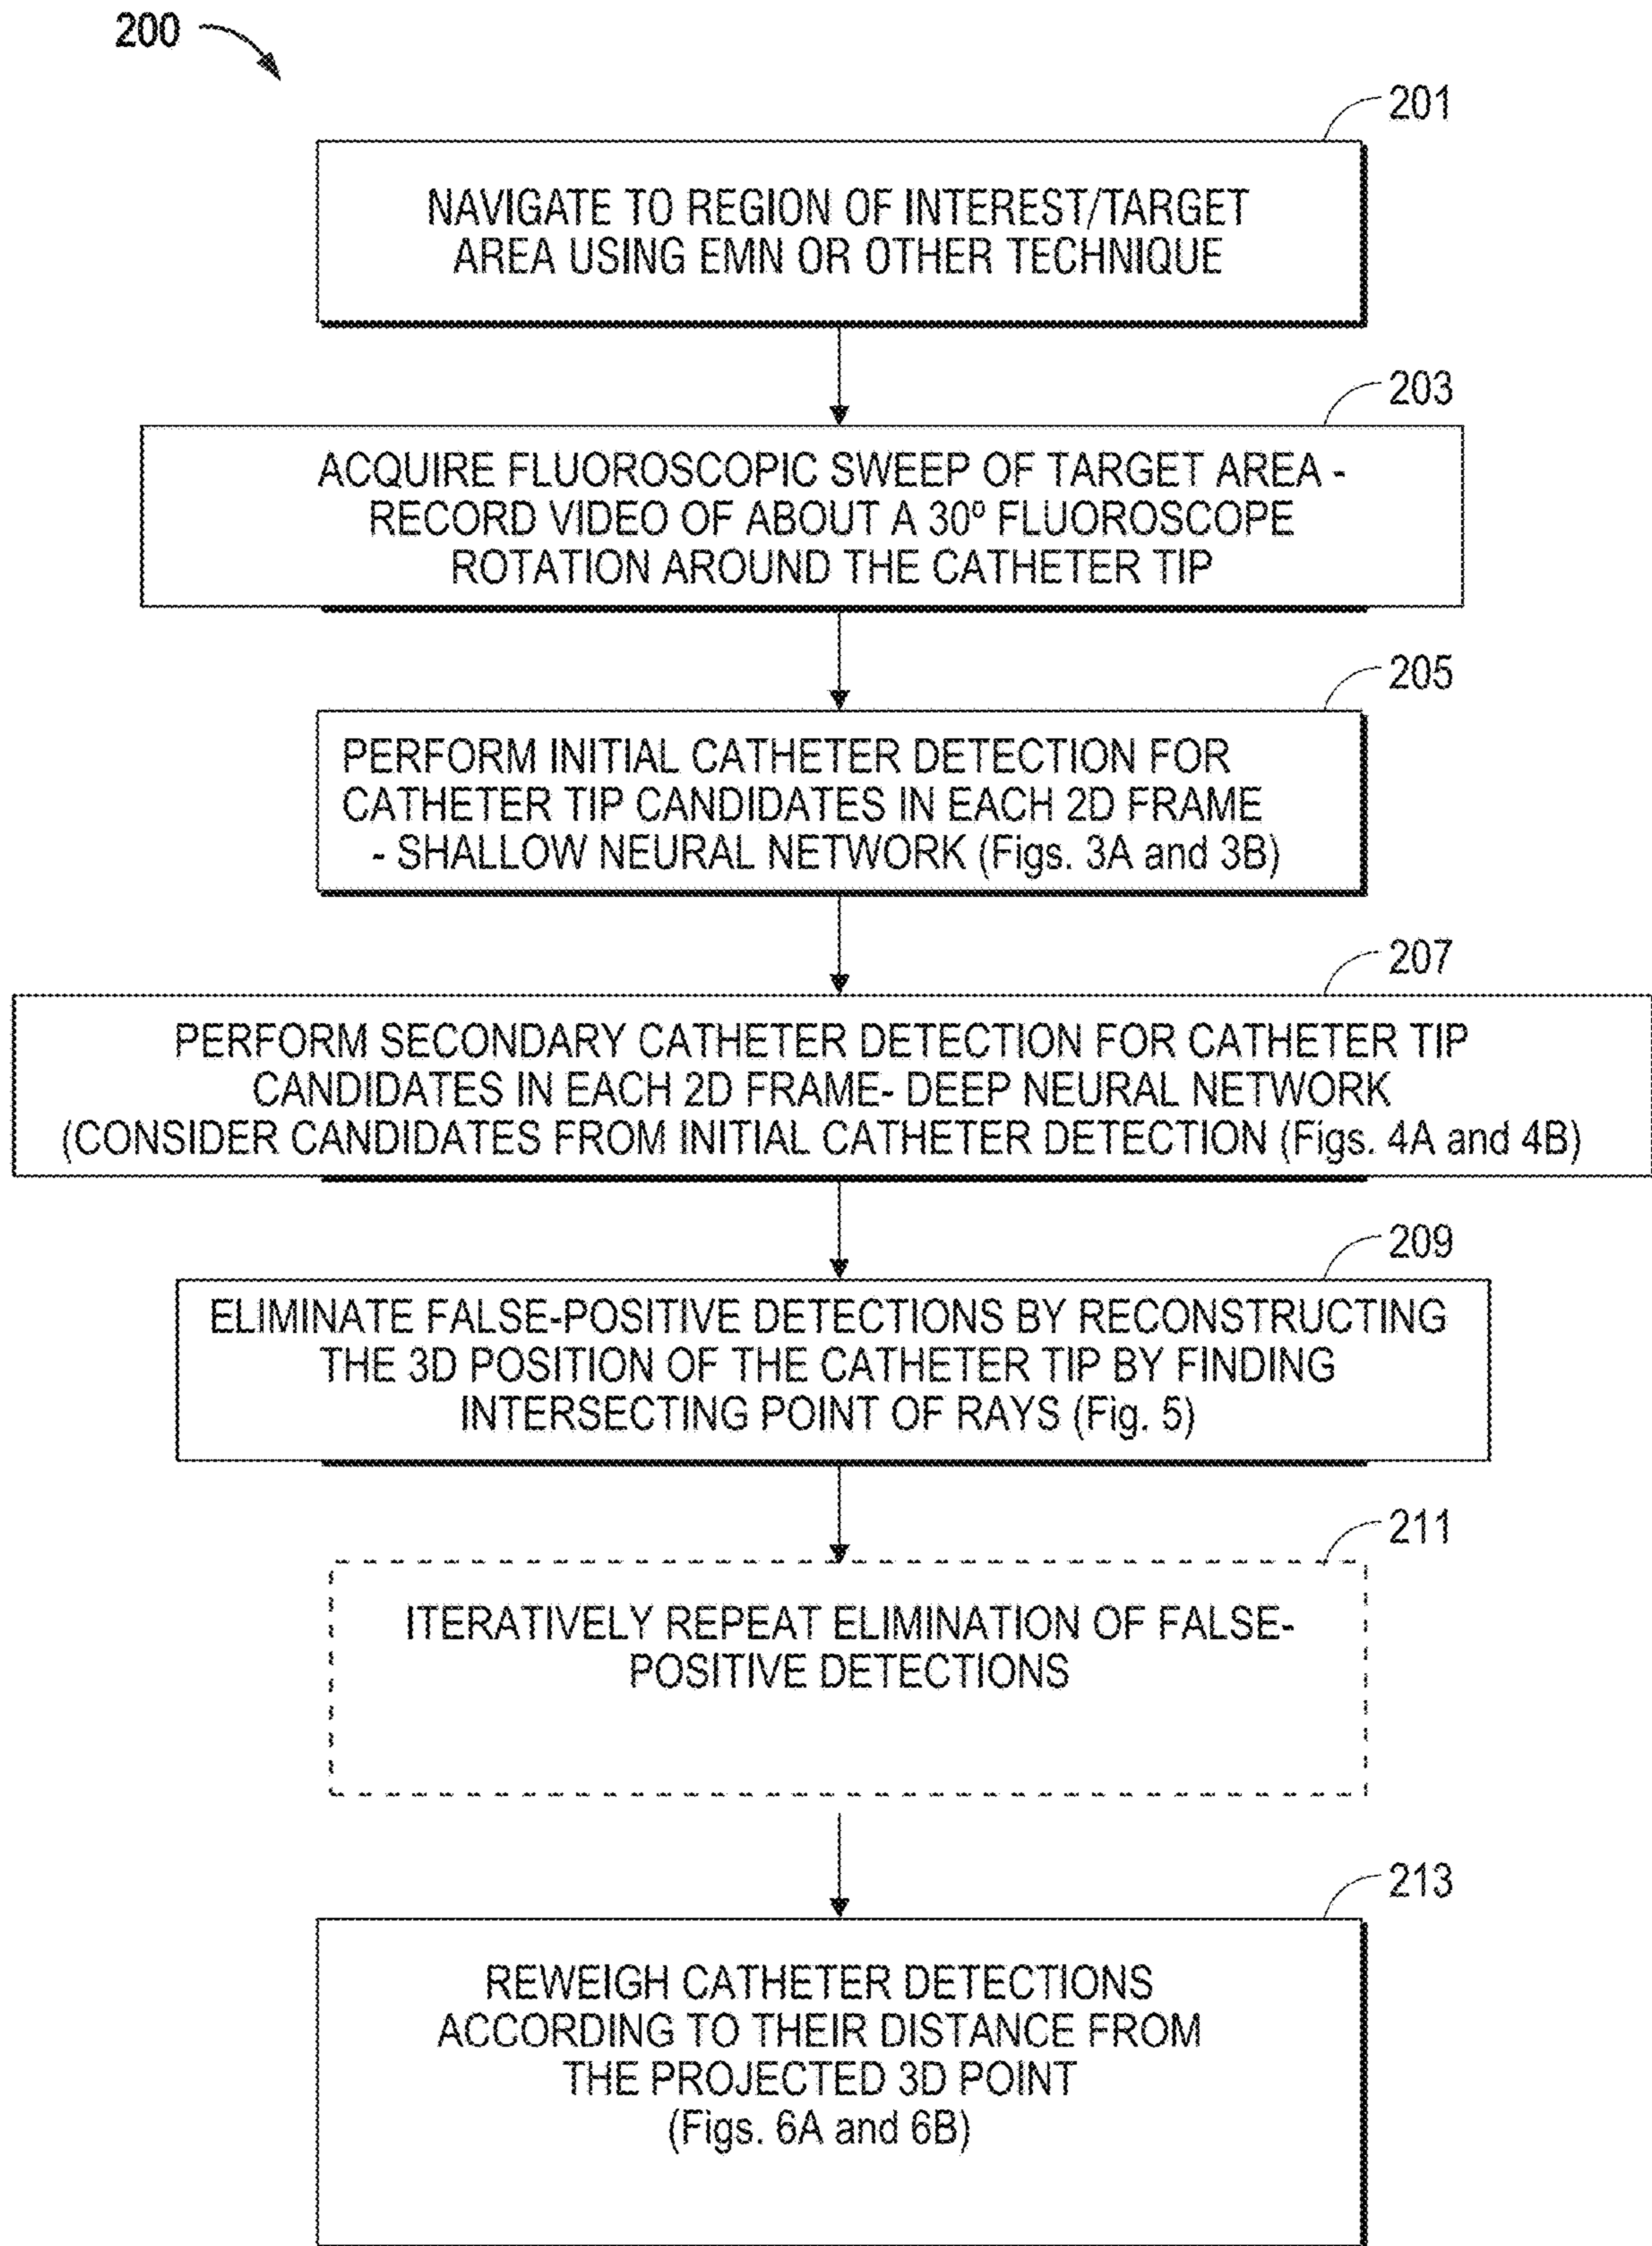 200
201
NAVIGATE TO REGION OF INTEREST/TARGET
AREA USING EMN OR OTHER TECHNIQUE
203
ACQUIRE FLUOROSCOPIC SWEEP OF TARGET AREA -
RECORD VIDEO OF ABOUT A 30º FLUOROSCOPE
ROTATION AROUND THE CATHETER TIP
205
PERFORM INITIAL CATHETER DETECTION FOR
CATHETER TIP CANDIDATES IN EACH 2D FRAME
- SHALLOW NEURAL NETWORK (Figs. 3A and 3B)
207
PERFORM SECONDARY CATHETER DETECTION FOR CATHETER TIP
CANDIDATES IN EACH 2D FRAME- DEEP NEURAL NETWORK
(CONSIDER CANDIDATES FROM INITIAL CATHETER DETECTION (Figs. 4A and 4B)
209
ELIMINATE FALSE-POSITIVE DETECTIONS BY RECONSTRUCTING
THE 3D POSITION OF THE CATHETER TIP BY FINDING
INTERSECTING POINT OF RAYS (Fig. 5)
211
ITERATIVELY REPEAT ELIMINATION OF FALSE-
POSITIVE DETECTIONS
213
REWEIGH CATHETER DETECTIONS
ACCORDING TO THEIR DISTANCE FROM
THE PROJECTED 3D POINT
(Figs. 6A and 6B)